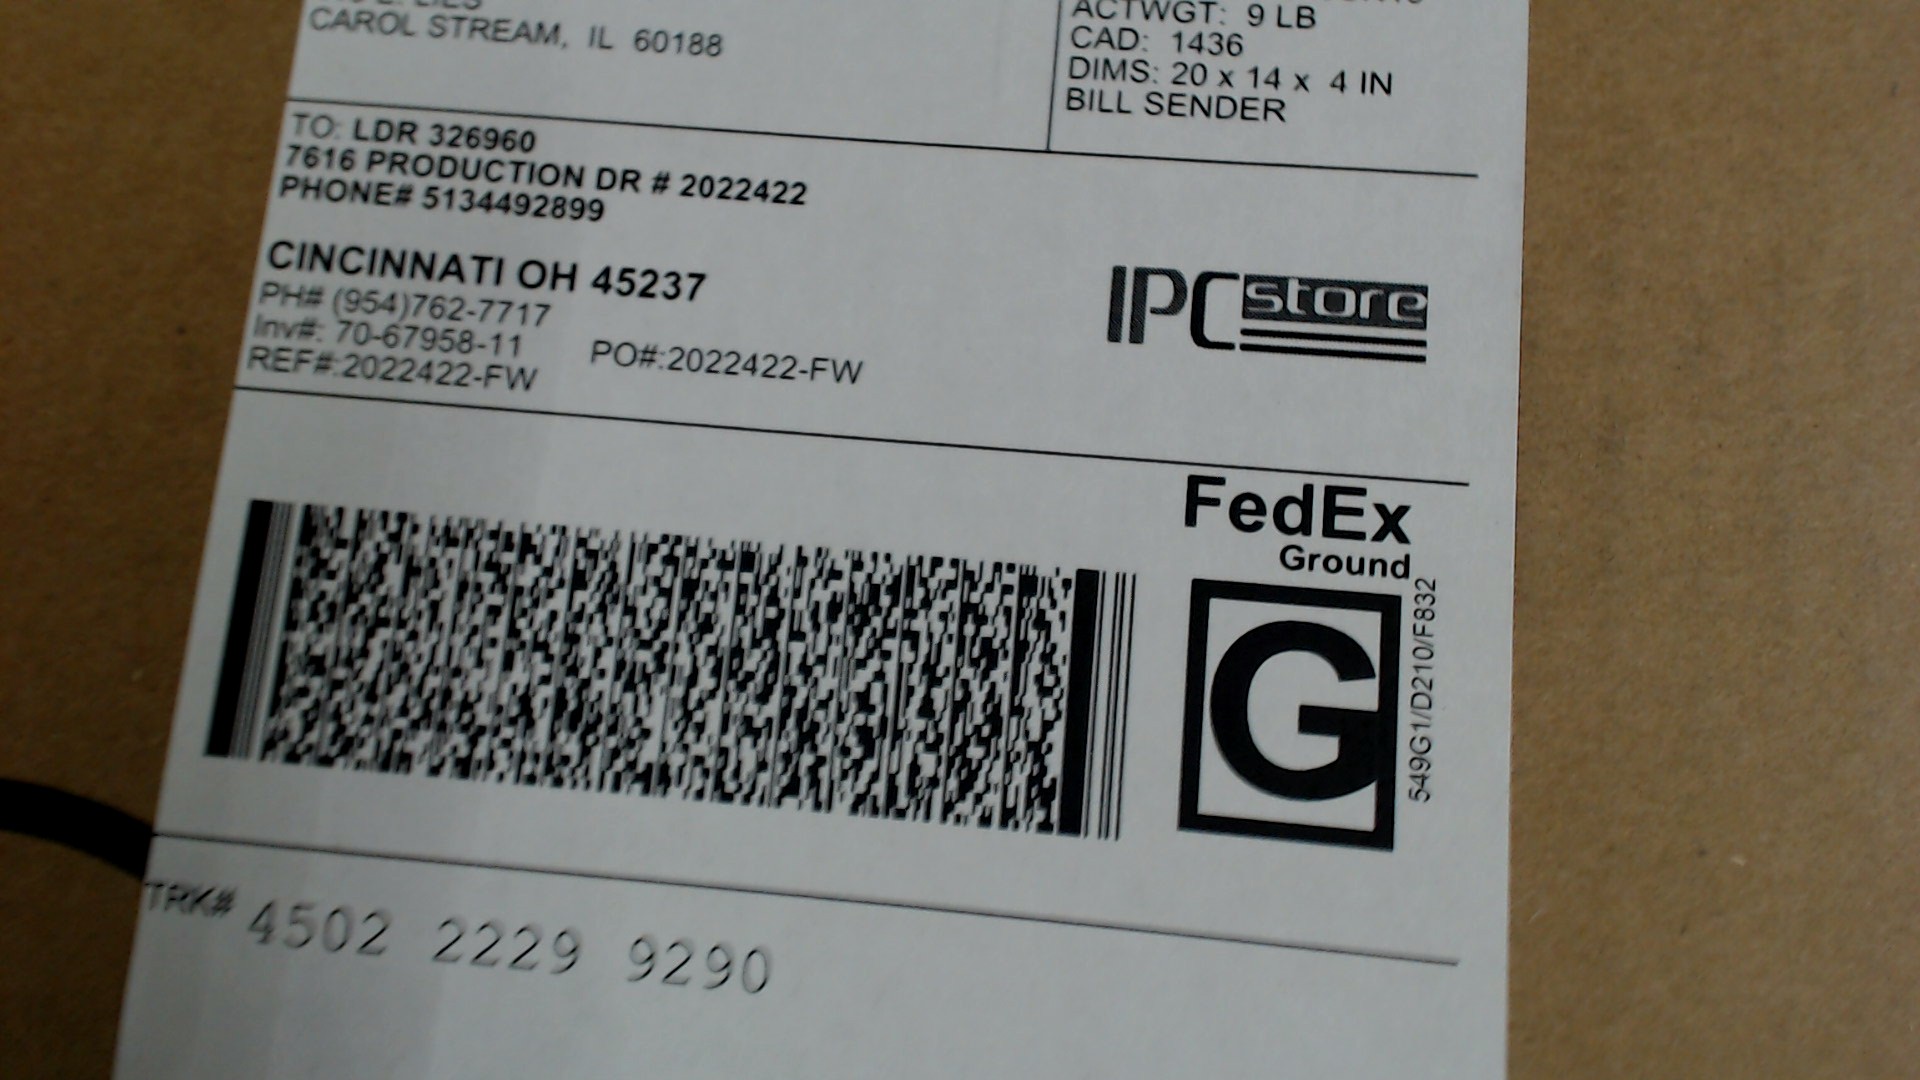 CAROL STREAM, IL 60188
ACTWGT: 9 LB
CAD: 1436
DIMS: 20 x 14 x 4 IN
BILL SENDER
TO: LDR 326960
7616 PRODUCTION DR # 2022422
PHONE# 5134492899
CINCINNATI OH 45237
PH# (954)762-7717
Inv#: 70-67958-11
REF#:2022422-FW PO#:2022422-FW
IPC store
FedEx
Ground
G
549G1/D210/F832
TRK# 4502 2229 9290